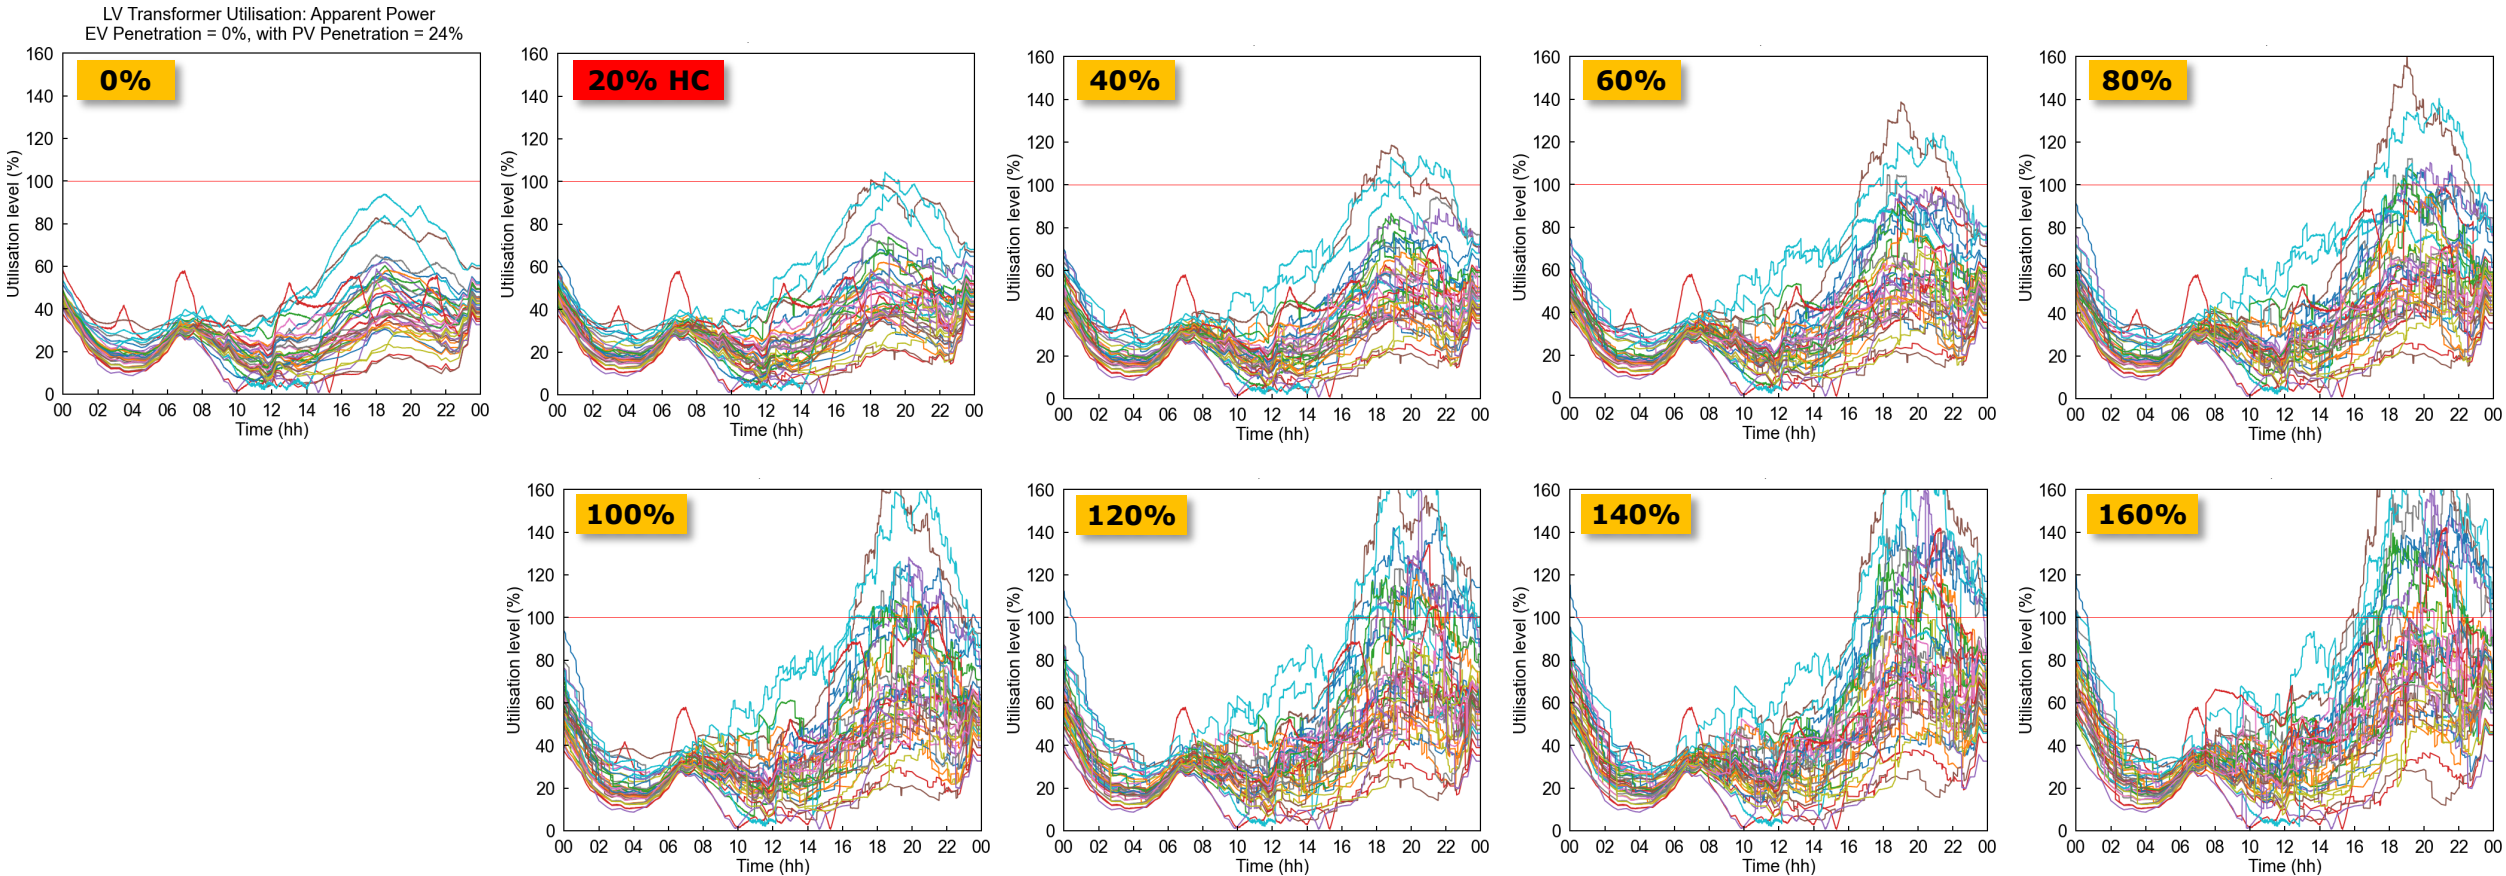 LV Transformer Utilisation: Apparent Power
EV Penetration = 0%, with PV Penetration = 24%
0%
Utilisation level (%)
160
140
120
100
80
60
40
20
0
00 02 04 06 08 10 12 14 16 18 20 22 00
Time (hh)
20% HC
Utilisation level (%)
160
140
120
100
80
60
40
20
0
00 02 04 06 08 10 12 14 16 18 20 22 00
Time (hh)
40%
Utilisation level (%)
160
140
120
100
80
60
40
20
0
00 02 04 06 08 10 12 14 16 18 20 22 00
Time (hh)
60%
Utilisation level (%)
160
140
120
100
80
60
40
20
0
00 02 04 06 08 10 12 14 16 18 20 22 00
Time (hh)
80%
Utilisation level (%)
160
140
120
100
80
60
40
20
0
00 02 04 06 08 10 12 14 16 18 20 22 00
Time (hh)
100%
Utilisation level (%)
160
140
120
100
80
60
40
20
0
00 02 04 06 08 10 12 14 16 18 20 22 00
Time (hh)
120%
Utilisation level (%)
160
140
120
100
80
60
40
20
0
00 02 04 06 08 10 12 14 16 18 20 22 00
Time (hh)
140%
Utilisation level (%)
160
140
120
100
80
60
40
20
0
00 02 04 06 08 10 12 14 16 18 20 22 00
Time (hh)
160%
Utilisation level (%)
160
140
120
100
80
60
40
20
0
00 02 04 06 08 10 12 14 16 18 20 22 00
Time (hh)